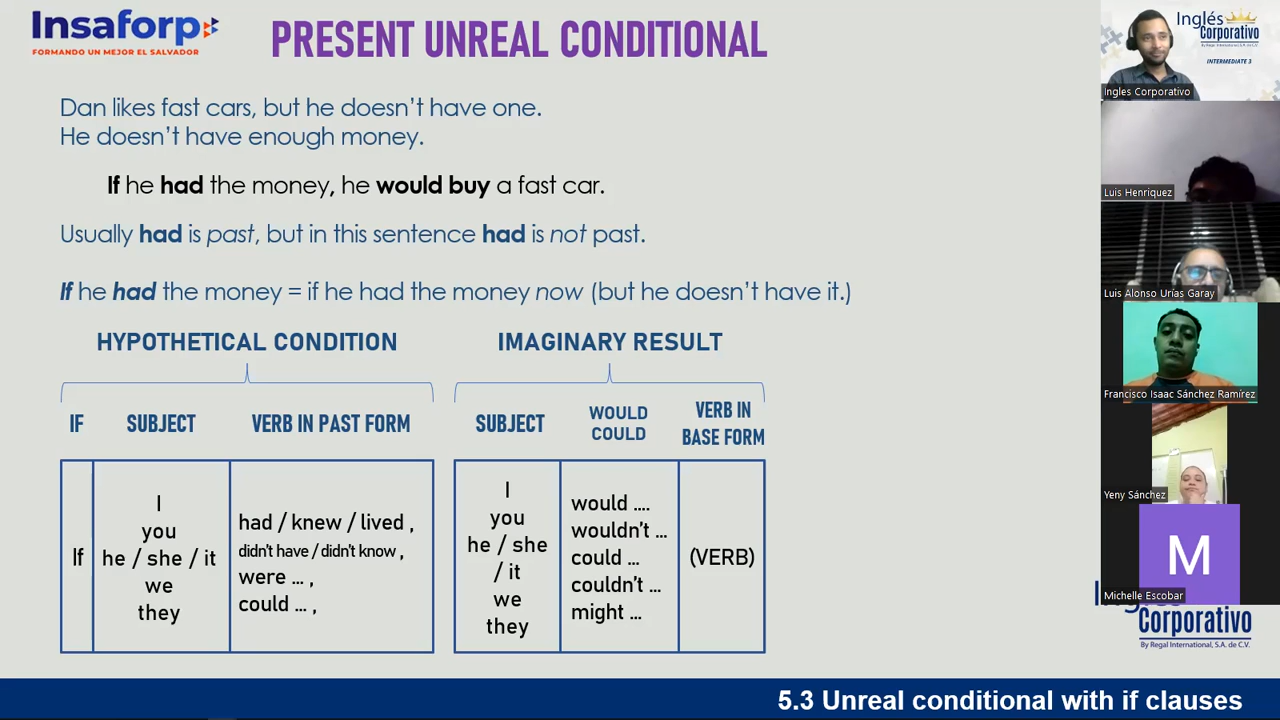 Insaforp
FORMANDO UN MEJOR EL SALVADOR
PRESENT UNREAL CONDITIONAL
Dan likes fast cars, but he doesn't have one.
He doesn't have enough money.
If he had the money, he would buy a fast car.
Usually had is past, but in this sentence had is not past.
If he had the money = if he had the money now (but he doesn't have it.)
HYPOTHETICAL CONDITION
IMAGINARY RESULT
IF
SUBJECT
VERB IN PAST FORM
SUBJECT
WOULD
COULD
VERB IN
BASE FORM
If
I
you
he / she / it
we
they
had / knew / lived ,
didn't have / didn't know ,
were ... ,
could ... ,
I
you
he / she
/ it
we
they
would ....
wouldn't ...
could ...
couldn't ...
might ...
(VERB)
Inglés
Corporativo
By Regal International, S.A. de C.V.
INTERMEDIATE 3
Ingles Corporativo
Luis Henriquez
Luis Alonso Urías Garay
Francisco Isaac Sánchez Ramírez
Yeny Sánchez
M
Michelle Escobar
Corporativo
By Regal International, S.A. de C.V.
5.3 Unreal conditional with if clauses